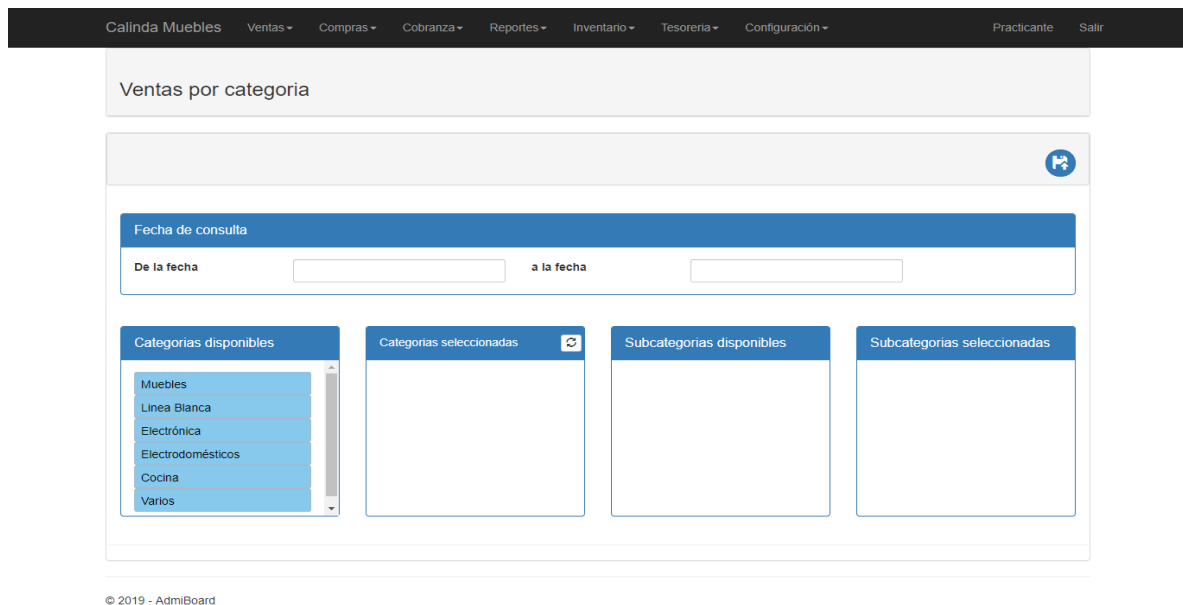 Calinda Muebles Ventas Compras Cobranza Reportes Inventario Tesoreria Configuración Practicante Salir
Ventas por categoria
Fecha de consulta
De la fecha a la fecha
Categorias disponibles Categorias seleccionadas Subcategorias disponibles Subcategorias seleccionadas
Muebles
Linea Blanca
Electrónica
Electrodomésticos
Cocina
Varios
© 2019 - AdmiBoard